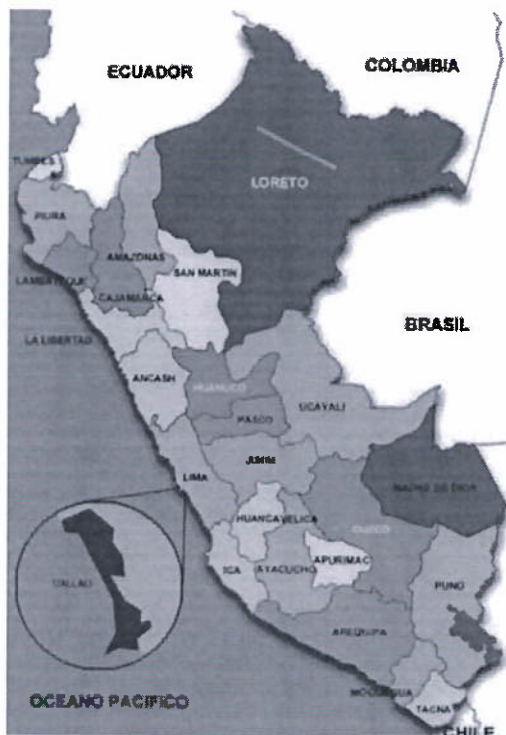 ECUADOR
COLOMBIA
TUMBES
LORETO
PIURA
AMAZONAS
SAN MARTIN
LAMBAYEQUE
CAJAMARCA
BRASIL
LA LIBERTAD
ANCASH
HUANUCO
UCAYALI
PASCO
JUNIN
LIMA
MADRE DE DIOS
HUANCAVELICA
CUSCO
CALLAO
ICA
AYACUCHO
APURIMAC
PUNO
AREQUIPA
MOQUEGUA
OCEANO PACIFICO
TACNA
CHILE